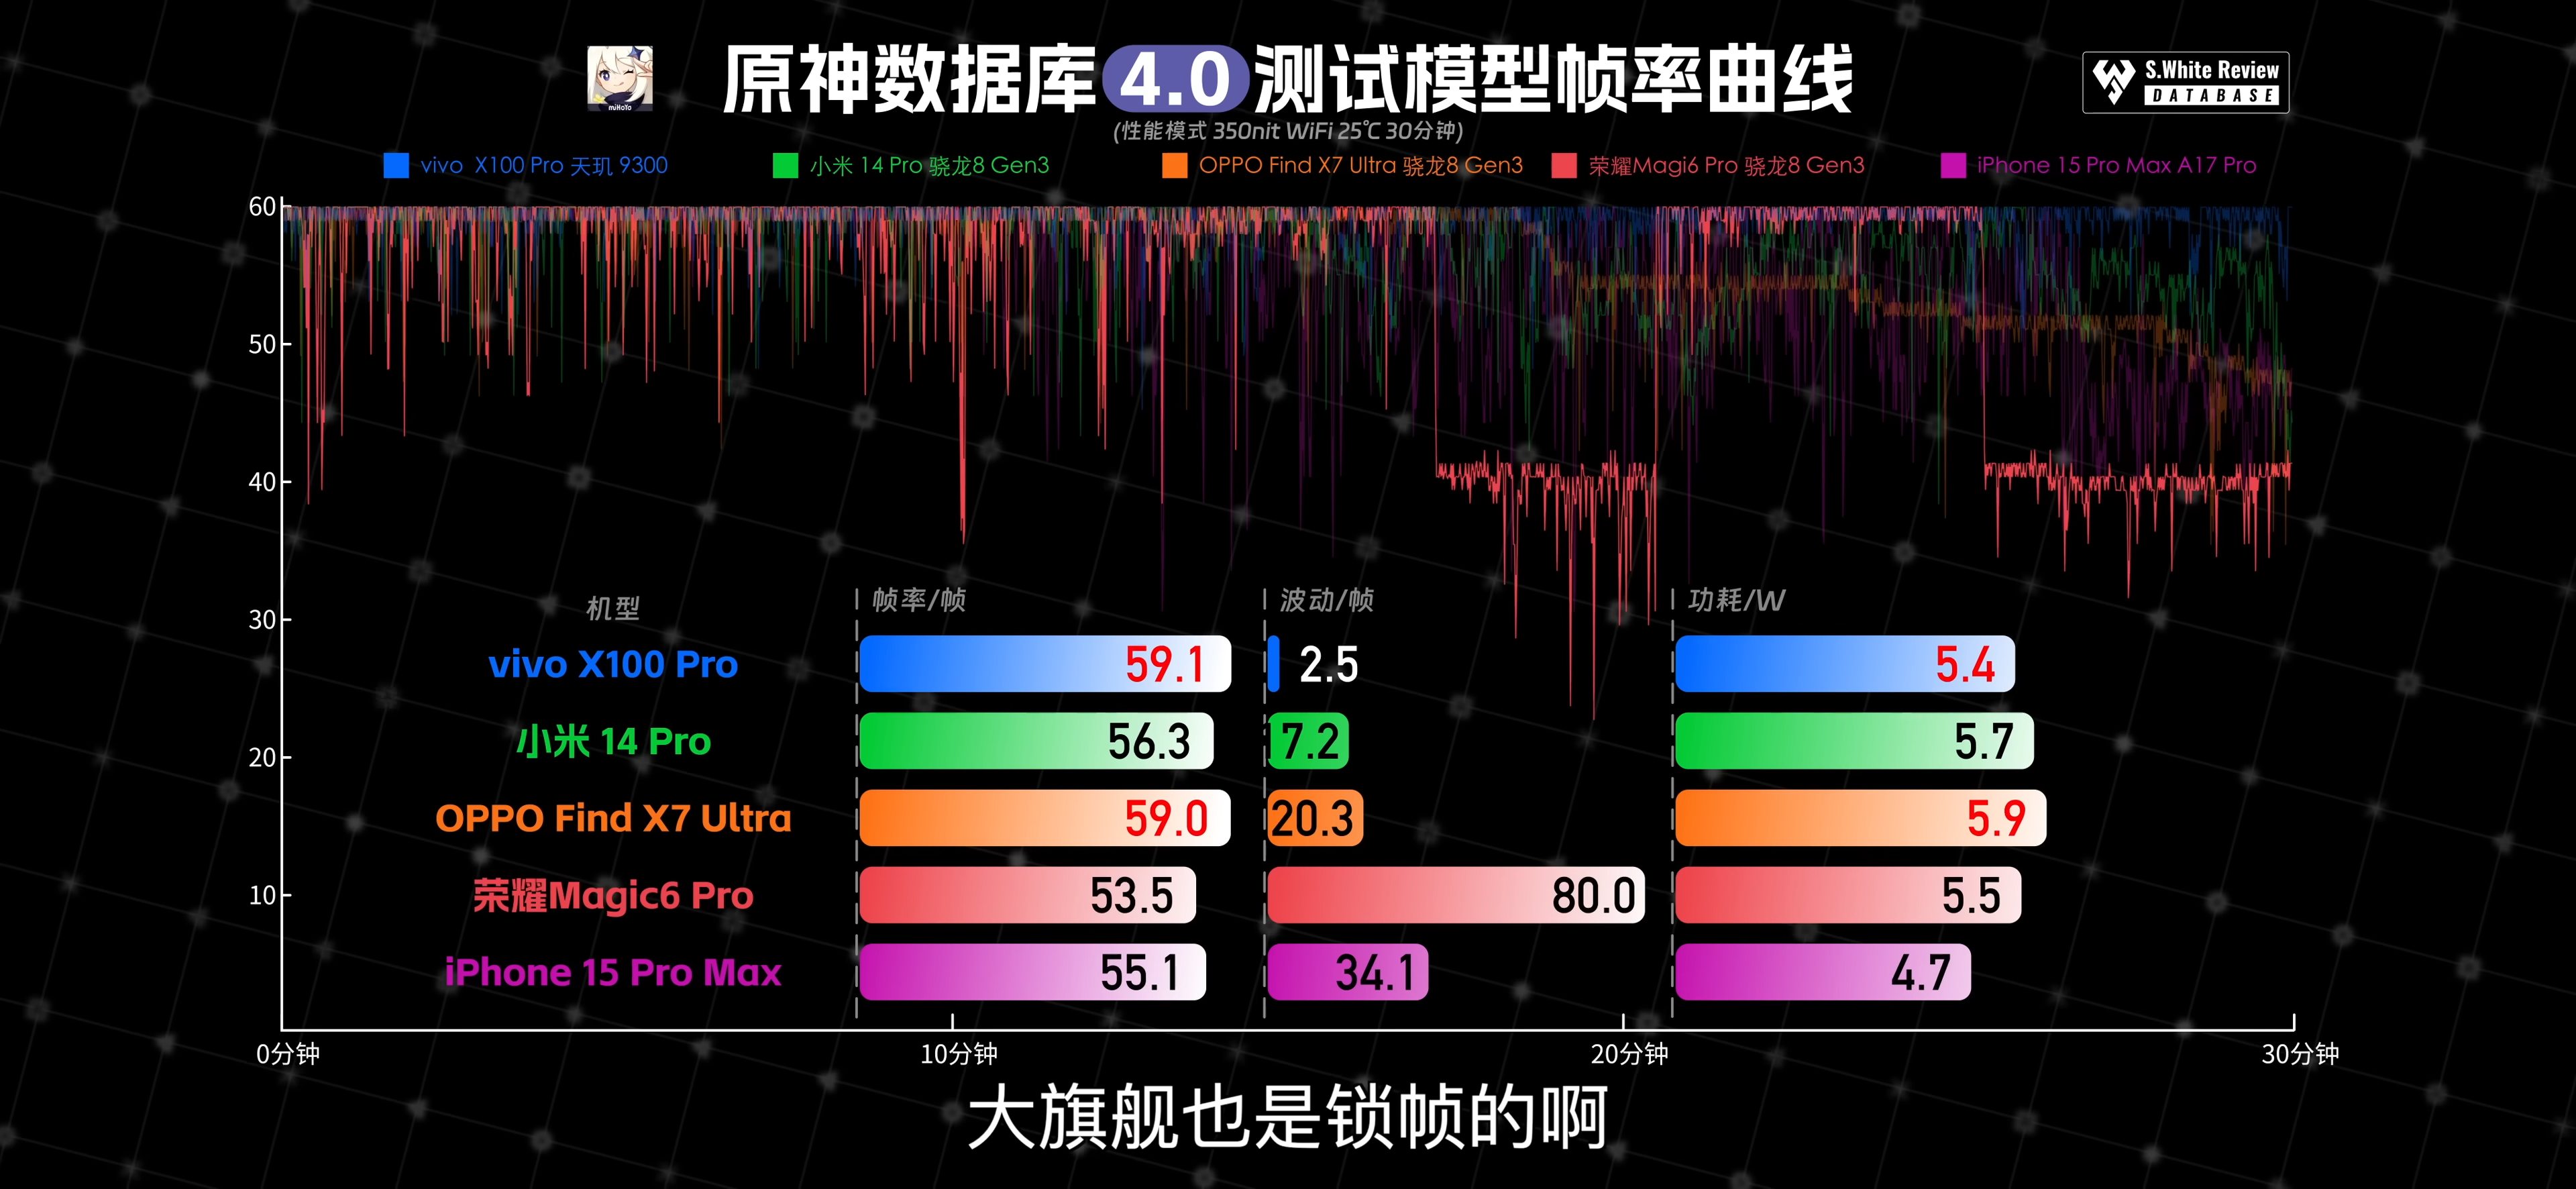 miHoYo
原神数据库4.0测试模型帧率曲线
S.White Review
DATABASE
(性能模式 350nit WiFi 25℃ 30分钟)
vivo X100 Pro 天玑 9300
小米 14 Pro 骁龙8 Gen3
OPPO Find X7 Ultra 骁龙8 Gen3
荣耀Magi6 Pro 骁龙8 Gen3
iPhone 15 Pro Max A17 Pro
60
50
40
30
20
10
机型 帧率/帧 波动/帧 功耗/W
vivo X100 Pro 59.1 2.5 5.4
小米 14 Pro 56.3 7.2 5.7
OPPO Find X7 Ultra 59.0 20.3 5.9
荣耀Magic6 Pro 53.5 80.0 5.5
iPhone 15 Pro Max 55.1 34.1 4.7
0分钟 10分钟 20分钟 30分钟
大旗舰也是锁帧的啊